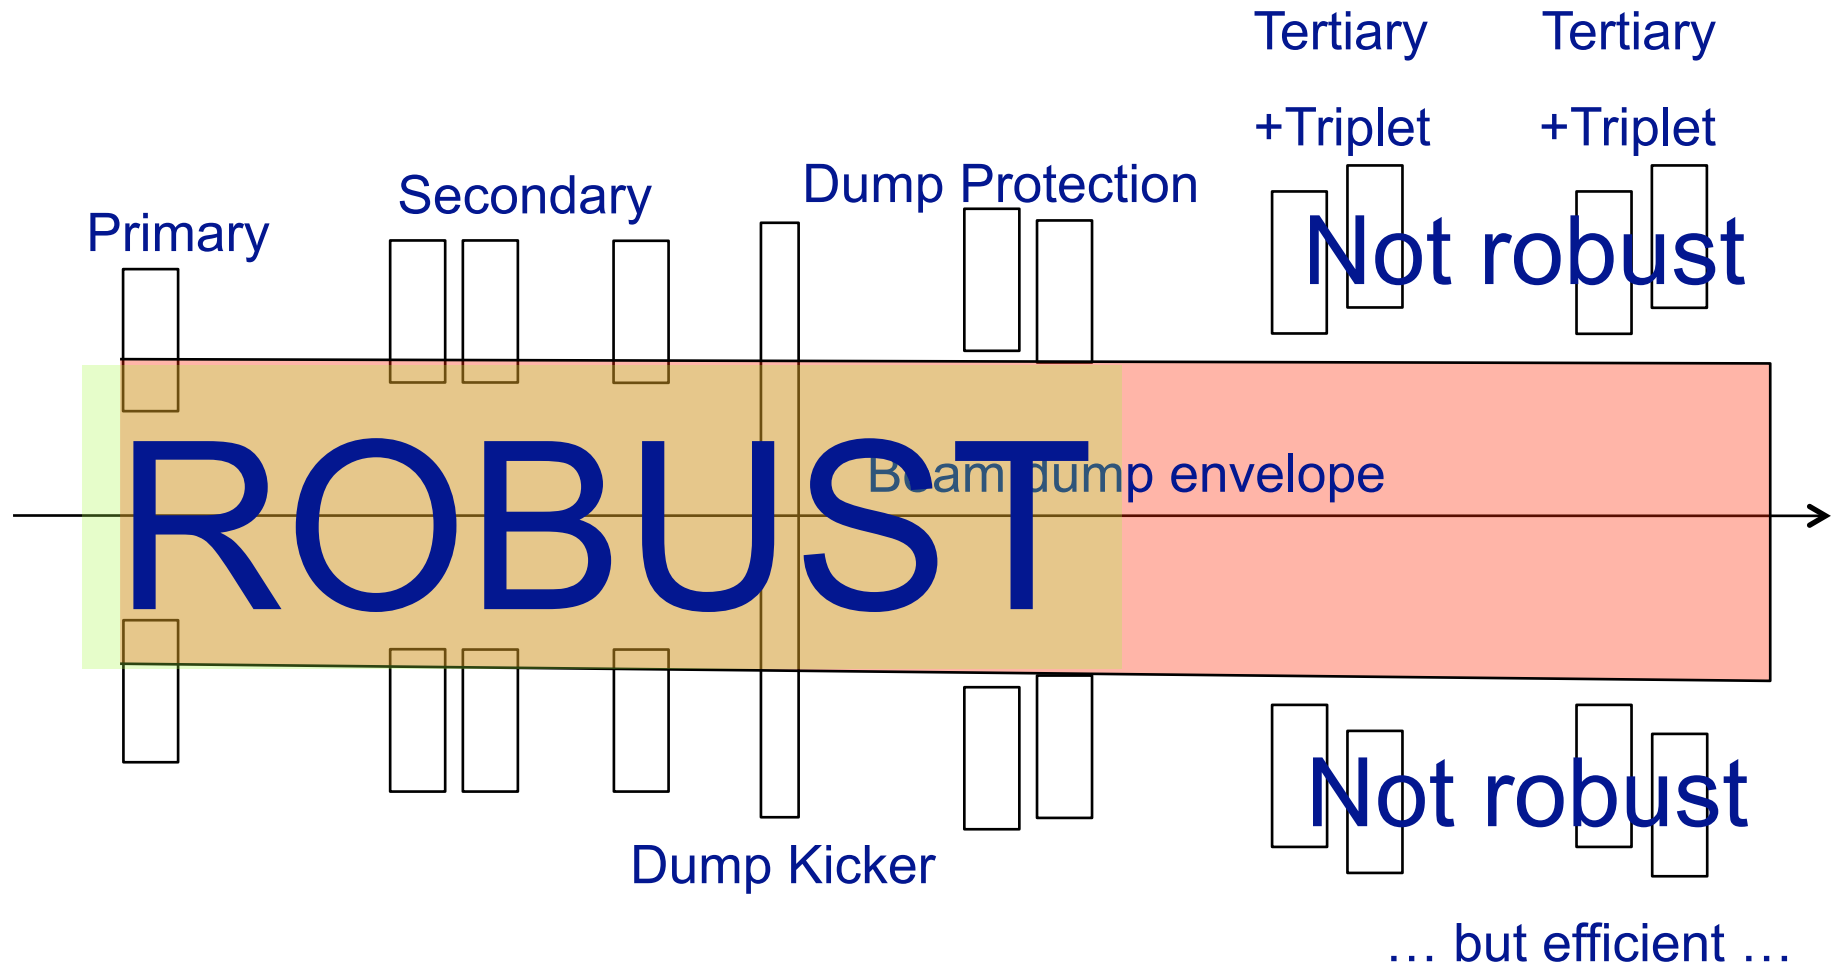 Tertiary
Tertiary
+Triplet
+Triplet
Dump Protection
Secondary
Primary
Not robust
ROBUST
Beam dump envelope
Not robust
Dump Kicker
… but efficient …